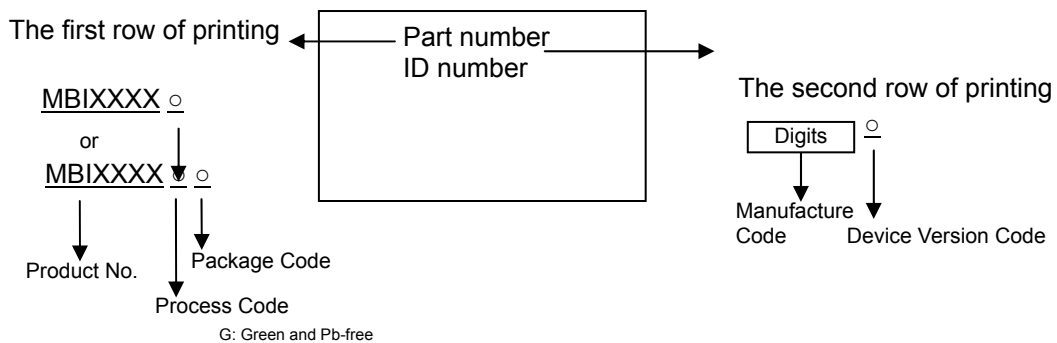 The first row of printing
Part number
ID number
MBIXXXX ○
The second row of printing
or
Digits ○
MBIXXXX ○ ○
Manufacture
Code
Device Version Code
Product No.
Package Code
Process Code
G: Green and Pb-free